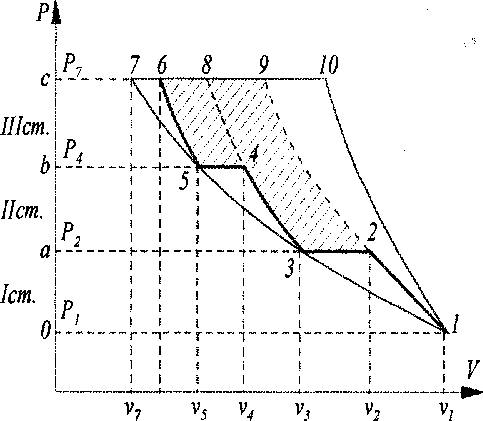 P
7 6 8 9 10
c P₇
IIIст.
b P₄ 4
5
IIст.
a P₂ 2
3
Iст.
0 P₁ 1
V
v₇ v₅ v₄ v₃ v₂ v₁